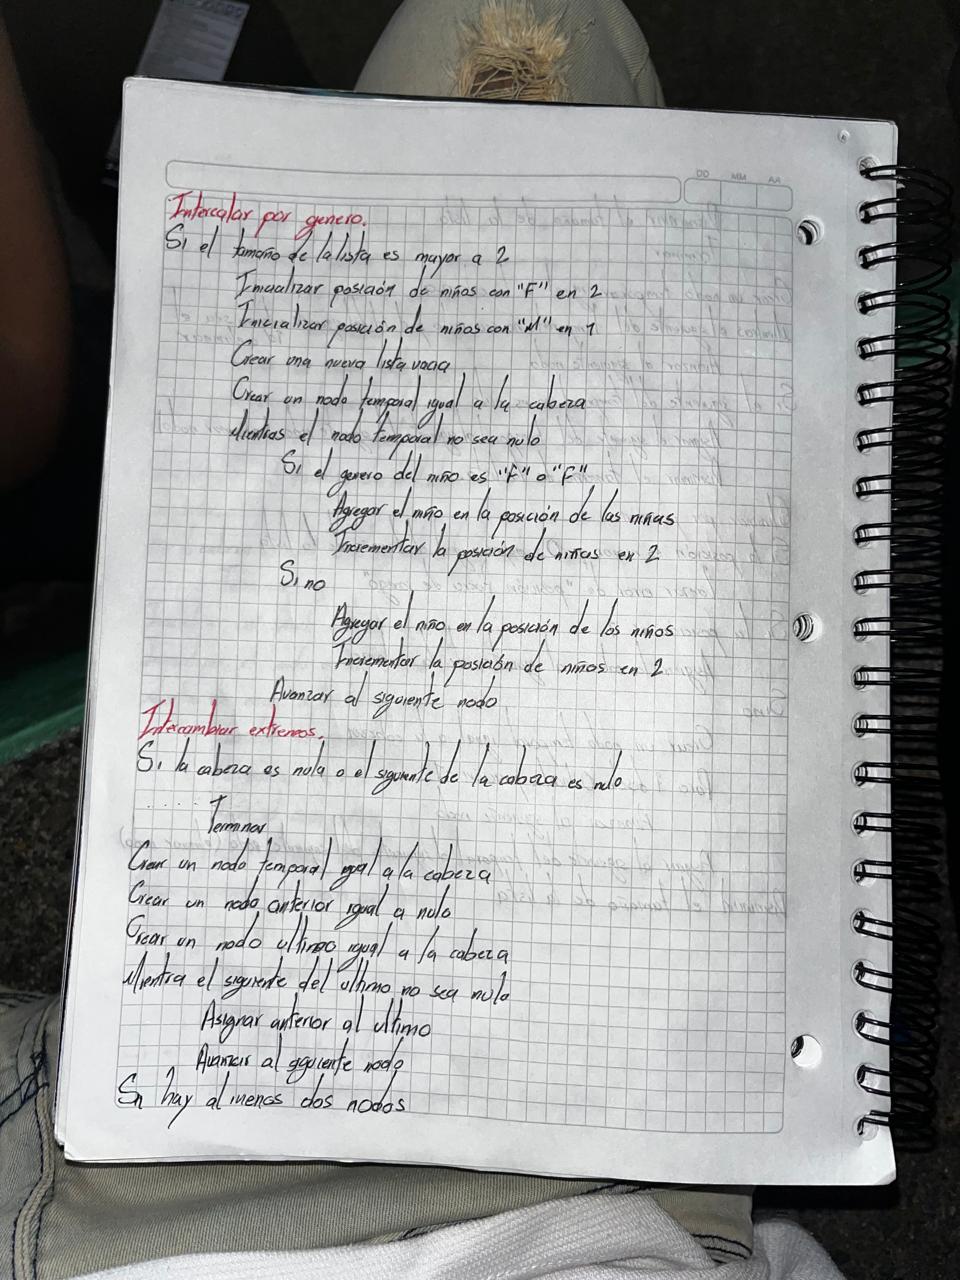 DD MM AA
Intercalar por genero.
Si el tamaño de la lista es mayor a 2
Inicializar posición de niños con "F" en 2
Inicializar posición de niños con "M" en 1
Crear una nueva lista vacia
Crear un nodo temporal igual a la cabeza
Mientras el nodo temporal no sea nulo
Si el genero del niño es "F" o "F"
Agregar el niño en la posición de las niñas
Incrementar la posición de niñas en 2
Si no
Agregar el niño en la posición de los niños
Incrementar la posición de niños en 2
Avanzar al siguiente nodo
Intercambiar extremos.
Si la cabeza es nula o el siguiente de la cabeza es nulo
Terminar
Crear un nodo temporal igual a la cabeza
Crear un nodo anterior igual a nulo
Crear un nodo ultimo igual a la cabeza
Mientra el siguiente del ultimo no sea nulo
Asignar anterior al ultimo
Avanzar al siguiente nodo
hay al menos dos nodos